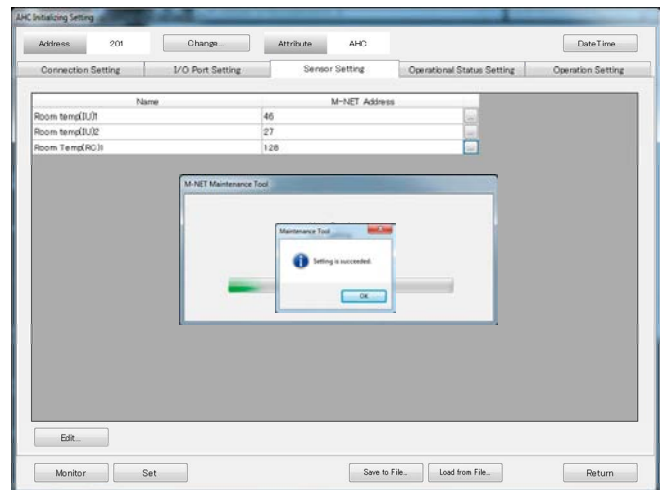 AHC Initializing Setting
Address 201 Change... Attribute AHC DateTime
Connection Setting I/O Port Setting Sensor Setting Operational Status Setting Operation Setting
Name M-NET Address
Room temp(IU)1 46 ...
Room temp(IU)2 27 ...
Room Temp(RC)1 128 ...
M-NET Maintenance Tool
Maintenance Tool
Setting is succeeded.
OK
Edit...
Monitor Set Save to File... Load from File... Return